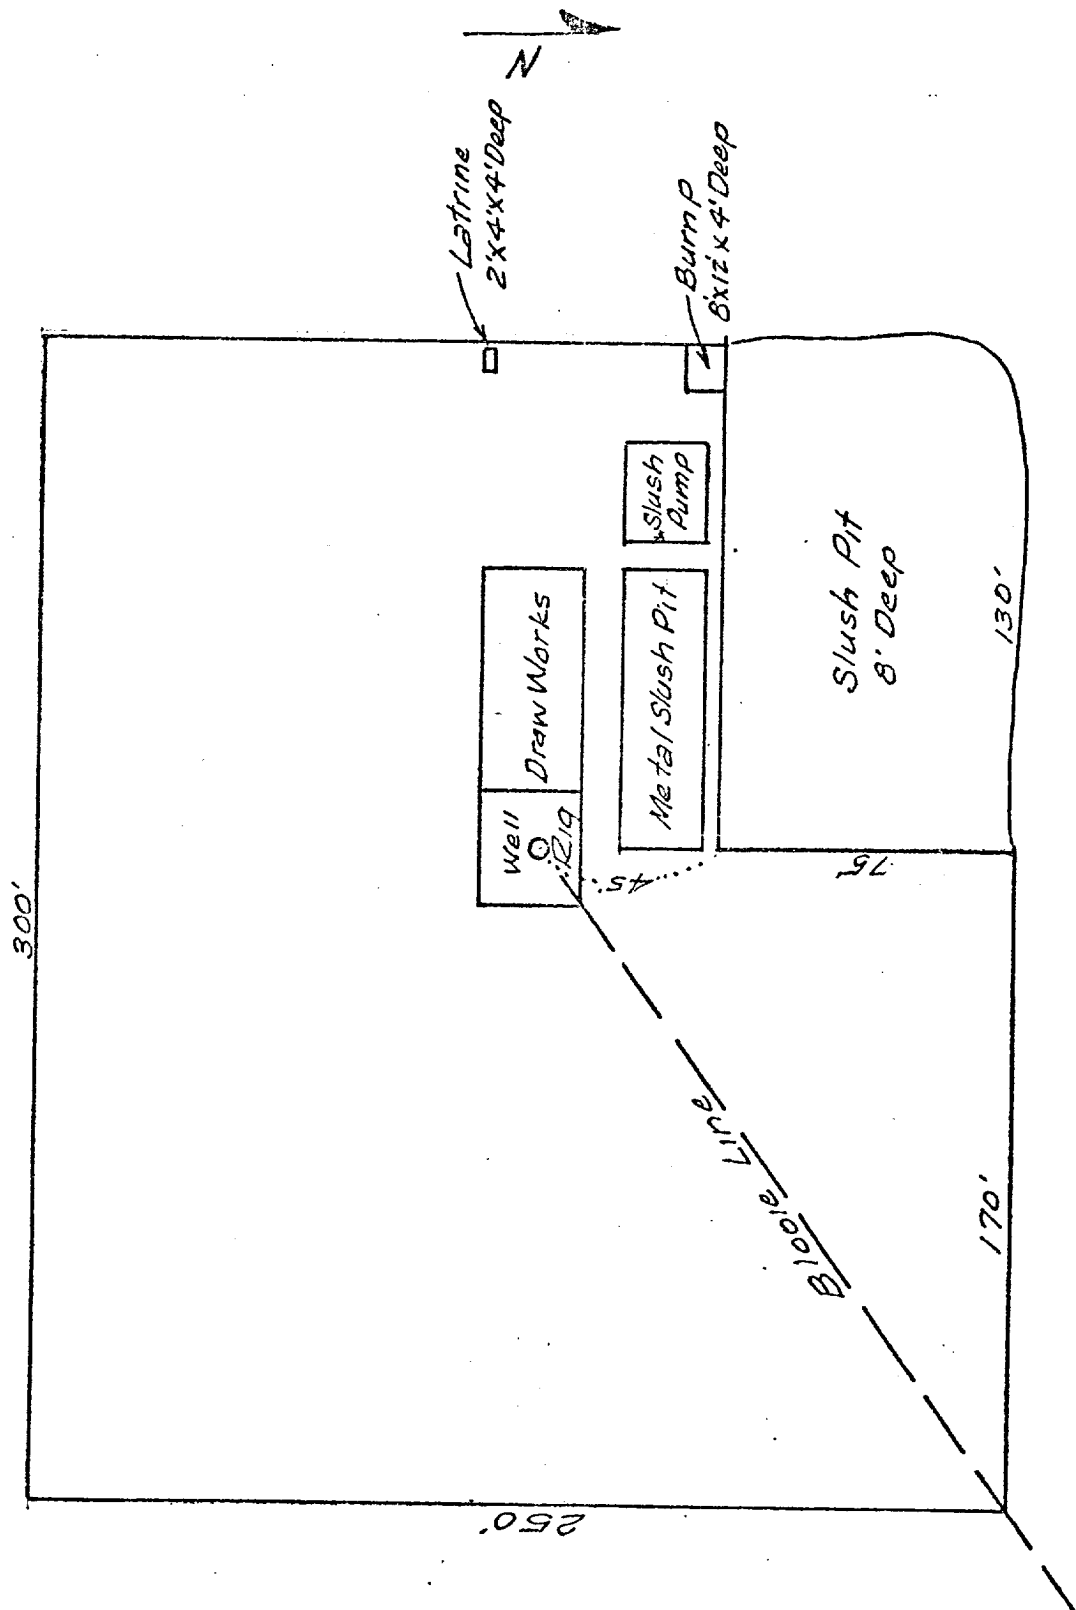 N
Latrine
2'x4'x4' Deep
Burn P
8'x12'x4' Deep
300'
Well
Rig
Draw Works
Slush
Pump
Metal Slush Pit
45'
Slush Pit
8' Deep
130'
75'
Blooie Line
170'
250'